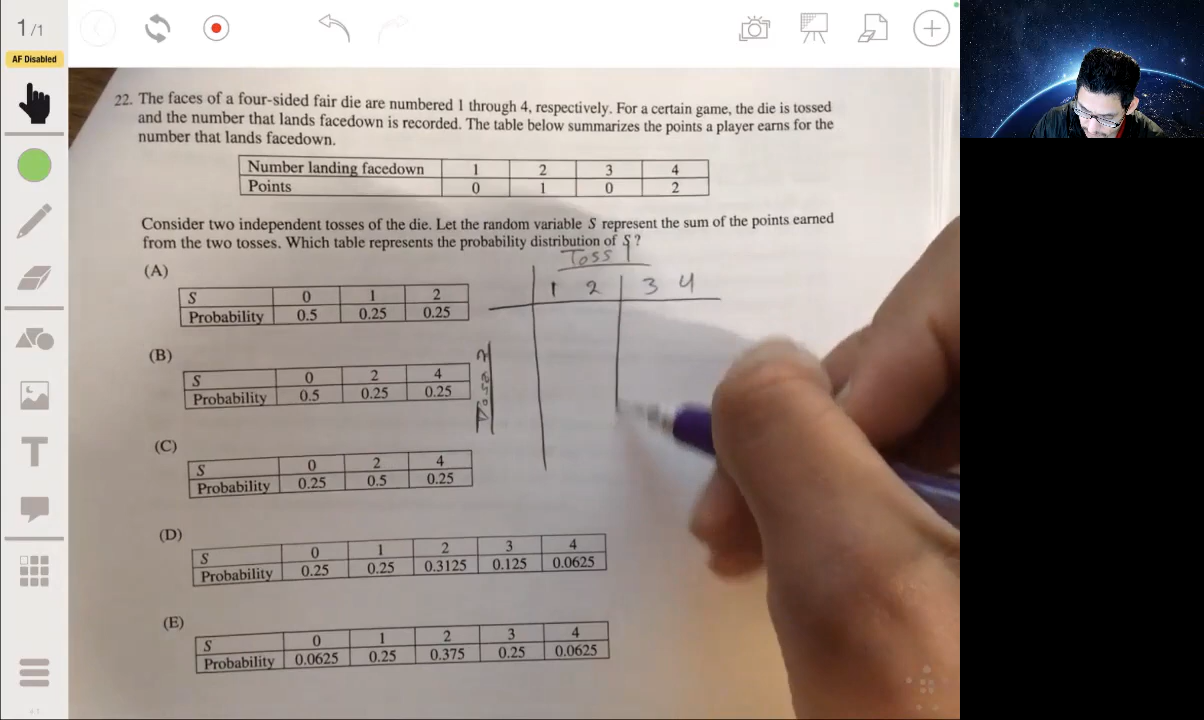 1/1
AF Disabled
T
22. The faces of a four-sided fair die are numbered 1 through 4, respectively. For a certain game, the die is tossed
and the number that lands facedown is recorded. The table below summarizes the points a player earns for the
number that lands facedown.
Number landing facedown 1 2 3 4
Points 0 1 0 2
Consider two independent tosses of the die. Let the random variable S represent the sum of the points earned
from the two tosses. Which table represents the probability distribution of S?
Toss 1
1 2 3 4
Toss 2
(A)
S 0 1 2
Probability 0.5 0.25 0.25
(B)
S 0 2 4
Probability 0.5 0.25 0.25
(C)
S 0 2 4
Probability 0.25 0.5 0.25
(D)
S 0 1 2 3 4
Probability 0.25 0.25 0.3125 0.125 0.0625
(E)
S 0 1 2 3 4
Probability 0.0625 0.25 0.375 0.25 0.0625